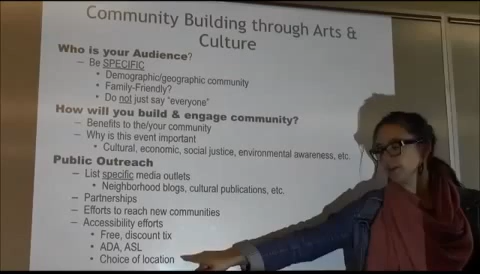 Community Building through Arts &
Culture
Who is your Audience?
– Be SPECIFIC
• Demographic/geographic community
• Family-Friendly?
• Do not just say "everyone"
How will you build & engage community?
– Benefits to the/your community
– Why is this event important
• Cultural, economic, social justice, environmental awareness, etc.
Public Outreach
– List specific media outlets
• Neighborhood blogs, cultural publications, etc.
– Partnerships
– Efforts to reach new communities
– Accessibility efforts
• Free, discount tix
• ADA, ASL
• Choice of location